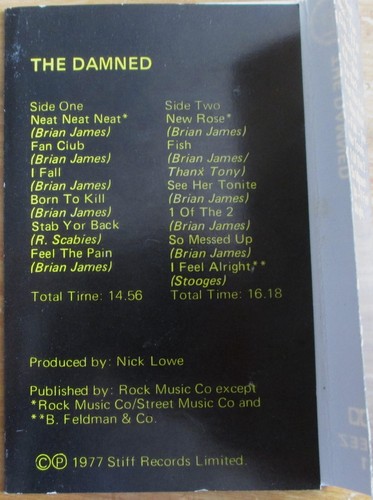 THE DAMNED
Side One
Neat Neat Neat*
(Brian James)
Fan Club
(Brian James)
I Fall
(Brian James)
Born To Kill
(Brian James)
Stab Yor Back
(R. Scabies)
Feel The Pain
(Brian James)
Total Time: 14.56
Side Two
New Rose*
(Brian James)
Fish
(Brian James/
Thanx Tony)
See Her Tonite
(Brian James)
1 Of The 2
(Brian James)
So Messed Up
(Brian James)
I Feel Alright**
(Stooges)
Total Time: 16.18
Produced by: Nick Lowe
Published by: Rock Music Co except
*Rock Music Co/Street Music Co and
**B. Feldman & Co.
©℗ 1977 Stiff Records Limited.
THE DAMNED